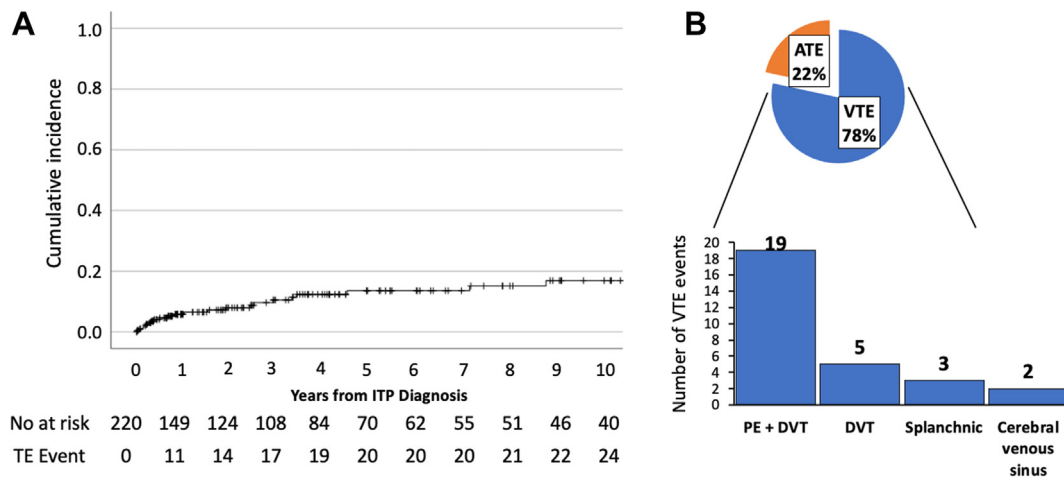 A
Cumulative incidence
1.0
0.8
0.6
0.4
0.2
0.0
0 1 2 3 4 5 6 7 8 9 10
Years from ITP Diagnosis
No at risk 220 149 124 108 84 70 62 55 51 46 40
TE Event 0 11 14 17 19 20 20 20 21 22 24
B
ATE
22%
VTE
78%
Number of VTE events
20
18
16
14
12
10
8
6
4
2
0
19
5
3
2
PE + DVT DVT Splanchnic Cerebral
venous
sinus